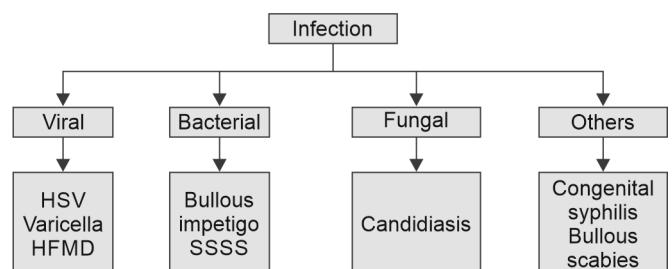 Infection
Viral
Bacterial
Fungal
Others
HSV
Varicella
HFMD
Bullous
impetigo
SSSS
Candidiasis
Congenital
syphilis
Bullous
scabies